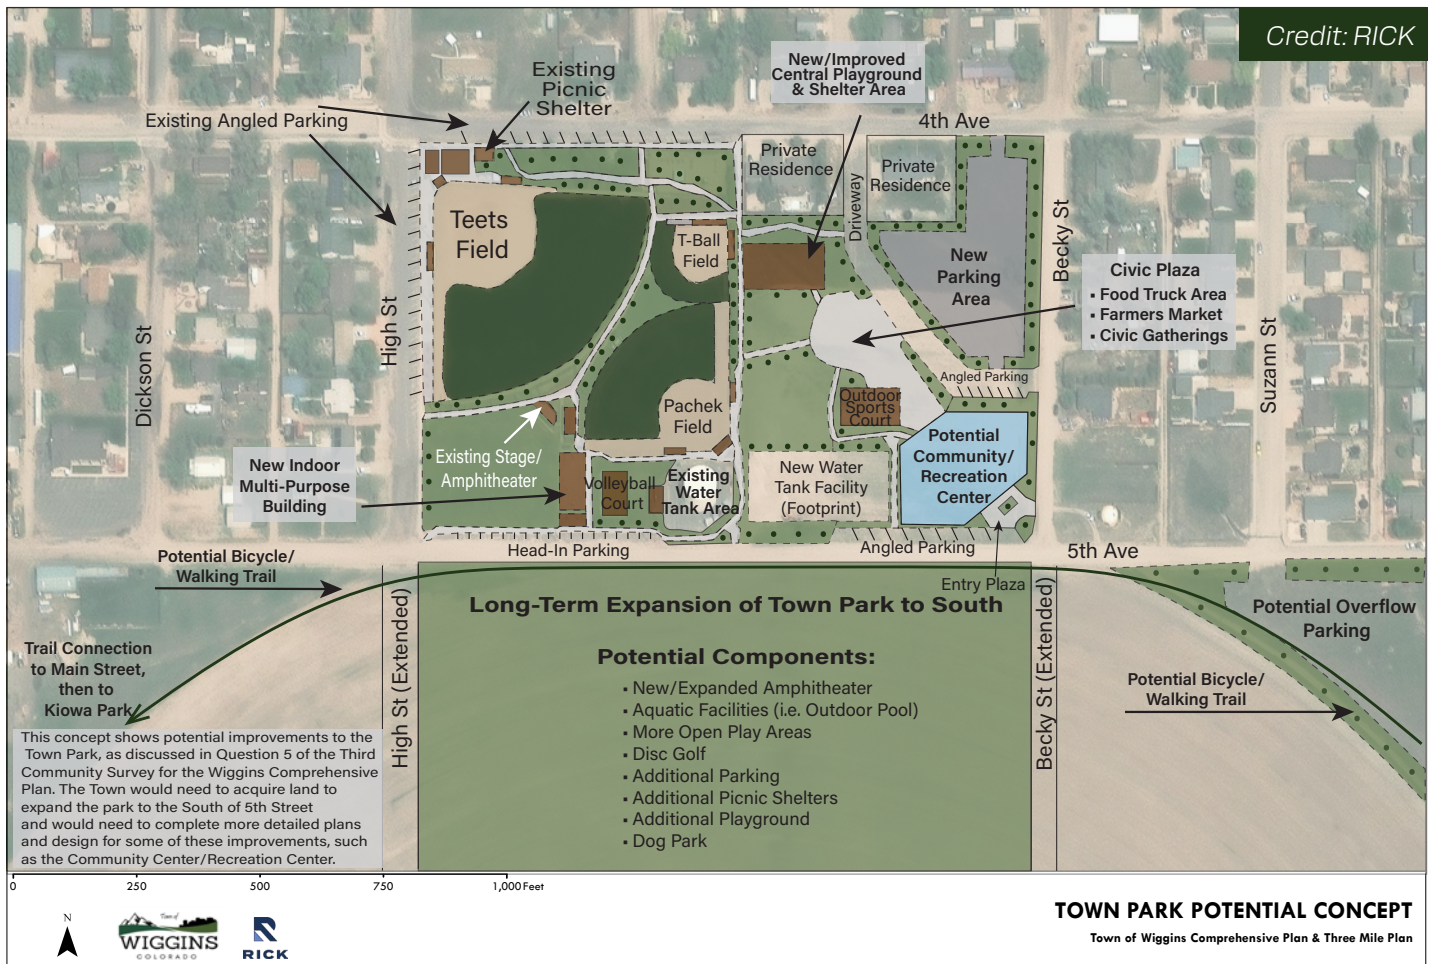 Credit: RICK
New/Improved
Central Playground
& Shelter Area
Existing
Picnic
Shelter
Existing Angled Parking
4th Ave
Private
Residence
Private
Residence
Driveway
Teets
Field
T-Ball
Field
New
Parking
Area
Becky St
Civic Plaza
▪ Food Truck Area
▪ Farmers Market
▪ Civic Gatherings
Dickson St
High St
Suzann St
Angled Parking
Pachek
Field
Outdoor
Sports
Court
Potential
Community/
Recreation
Center
Existing Stage/
Amphitheater
New Indoor
Multi-Purpose
Building
Volleyball
Court
Existing
Water
Tank Area
New Water
Tank Facility
(Footprint)
Head-In Parking
Angled Parking
5th Ave
Entry Plaza
Potential Bicycle/
Walking Trail
Long-Term Expansion of Town Park to South
Potential Components:
▪ New/Expanded Amphitheater
▪ Aquatic Facilities (i.e. Outdoor Pool)
▪ More Open Play Areas
▪ Disc Golf
▪ Additional Parking
▪ Additional Picnic Shelters
▪ Additional Playground
▪ Dog Park
High St (Extended)
Becky St (Extended)
Potential Overflow
Parking
Potential Bicycle/
Walking Trail
Trail Connection
to Main Street,
then to
Kiowa Park
This concept shows potential improvements to the
Town Park, as discussed in Question 5 of the Third
Community Survey for the Wiggins Comprehensive
Plan. The Town would need to acquire land to
expand the park to the South of 5th Street
and would need to complete more detailed plans
and design for some of these improvements, such
as the Community Center/Recreation Center.
0 250 500 750 1,000 Feet
N
Town of
WIGGINS
COLORADO
RICK
TOWN PARK POTENTIAL CONCEPT
Town of Wiggins Comprehensive Plan & Three Mile Plan